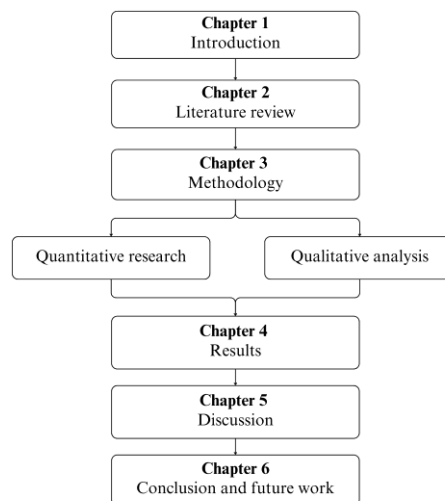 Chapter 1
Introduction
Chapter 2
Literature review
Chapter 3
Methodology
Quantitative research
Qualitative analysis
Chapter 4
Results
Chapter 5
Discussion
Chapter 6
Conclusion and future work